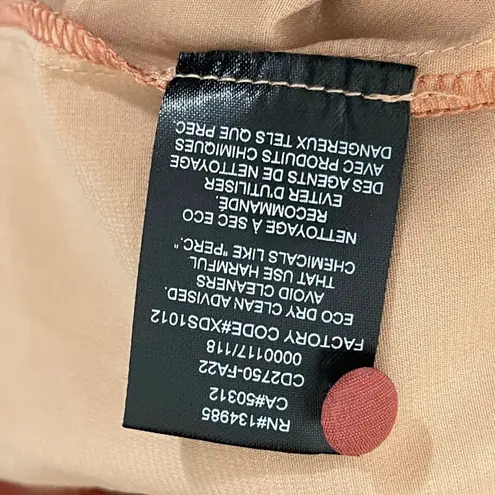 RN#134985
CA#50312
CD2750-FA22
0000117/118
FACTORY CODE#XDS1012
ECO DRY CLEAN ADVISED.
AVOID CLEANERS
THAT USE HARMFUL
CHEMICALS LIKE "PERC."
NETTOYAGE À SEC ECO
RECOMMANDÉ.
EVITER D'UTILISER
DES AGENTS DE NETTOYAGE
AVEC PRODUITS CHIMIQUES
DANGEREUX TELS QUE PREC